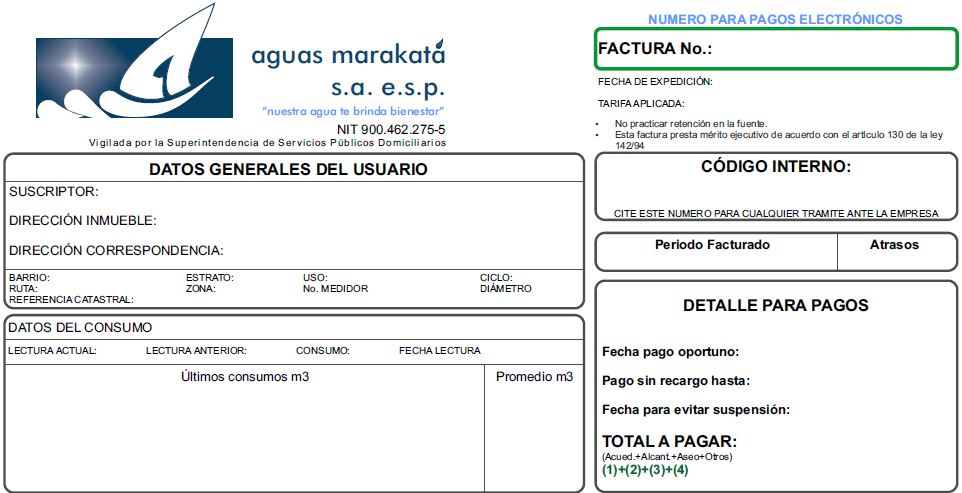 aguas marakatá
s.a. e.s.p.
“nuestra agua te brinda bienestar”
NIT 900.462.275-5
Vigilada por la Superintendencia de Servicios Públicos Domiciliarios
NUMERO PARA PAGOS ELECTRÓNICOS
FACTURA No.:
FECHA DE EXPEDICIÓN:
TARIFA APLICADA:
• No practicar retención en la fuente.
• Esta factura presta mérito ejecutivo de acuerdo con el artículo 130 de la ley
142/94
DATOS GENERALES DEL USUARIO
SUSCRIPTOR:
DIRECCIÓN INMUEBLE:
DIRECCIÓN CORRESPONDENCIA:
BARRIO: ESTRATO: USO: CICLO:
RUTA: ZONA: No. MEDIDOR DIÁMETRO
REFERENCIA CATASTRAL:
CÓDIGO INTERNO:
CITE ESTE NUMERO PARA CUALQUIER TRAMITE ANTE LA EMPRESA
Periodo Facturado Atrasos
DATOS DEL CONSUMO
LECTURA ACTUAL: LECTURA ANTERIOR: CONSUMO: FECHA LECTURA
Últimos consumos m3 Promedio m3
DETALLE PARA PAGOS
Fecha pago oportuno:
Pago sin recargo hasta:
Fecha para evitar suspensión:
TOTAL A PAGAR:
(Acued.+Alcant.+Aseo+Otros)
(1)+(2)+(3)+(4)